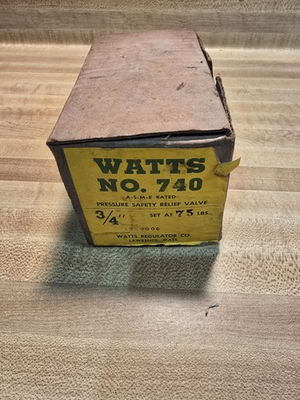 WATTS
NO. 740
A-S-M-E RATED
PRESSURE SAFETY RELIEF VALVE
3/4" SET AT 75 LBS.
WATTS REGULATOR CO.
LAWRENCE, MASS.